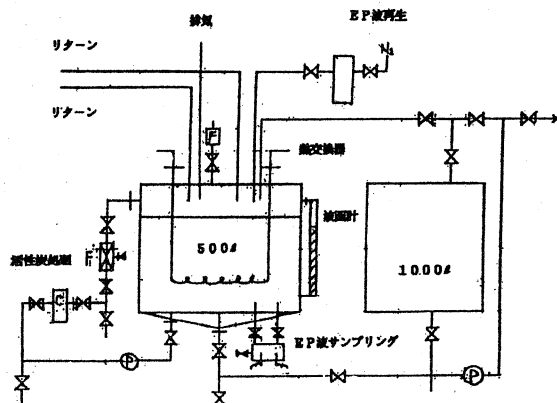 排気
EP液再生
リターン
N₂
リターン
F
熱交換器
液面計
500ℓ
活性炭処理
F
1000ℓ
C
EP液サンプリング
P
P